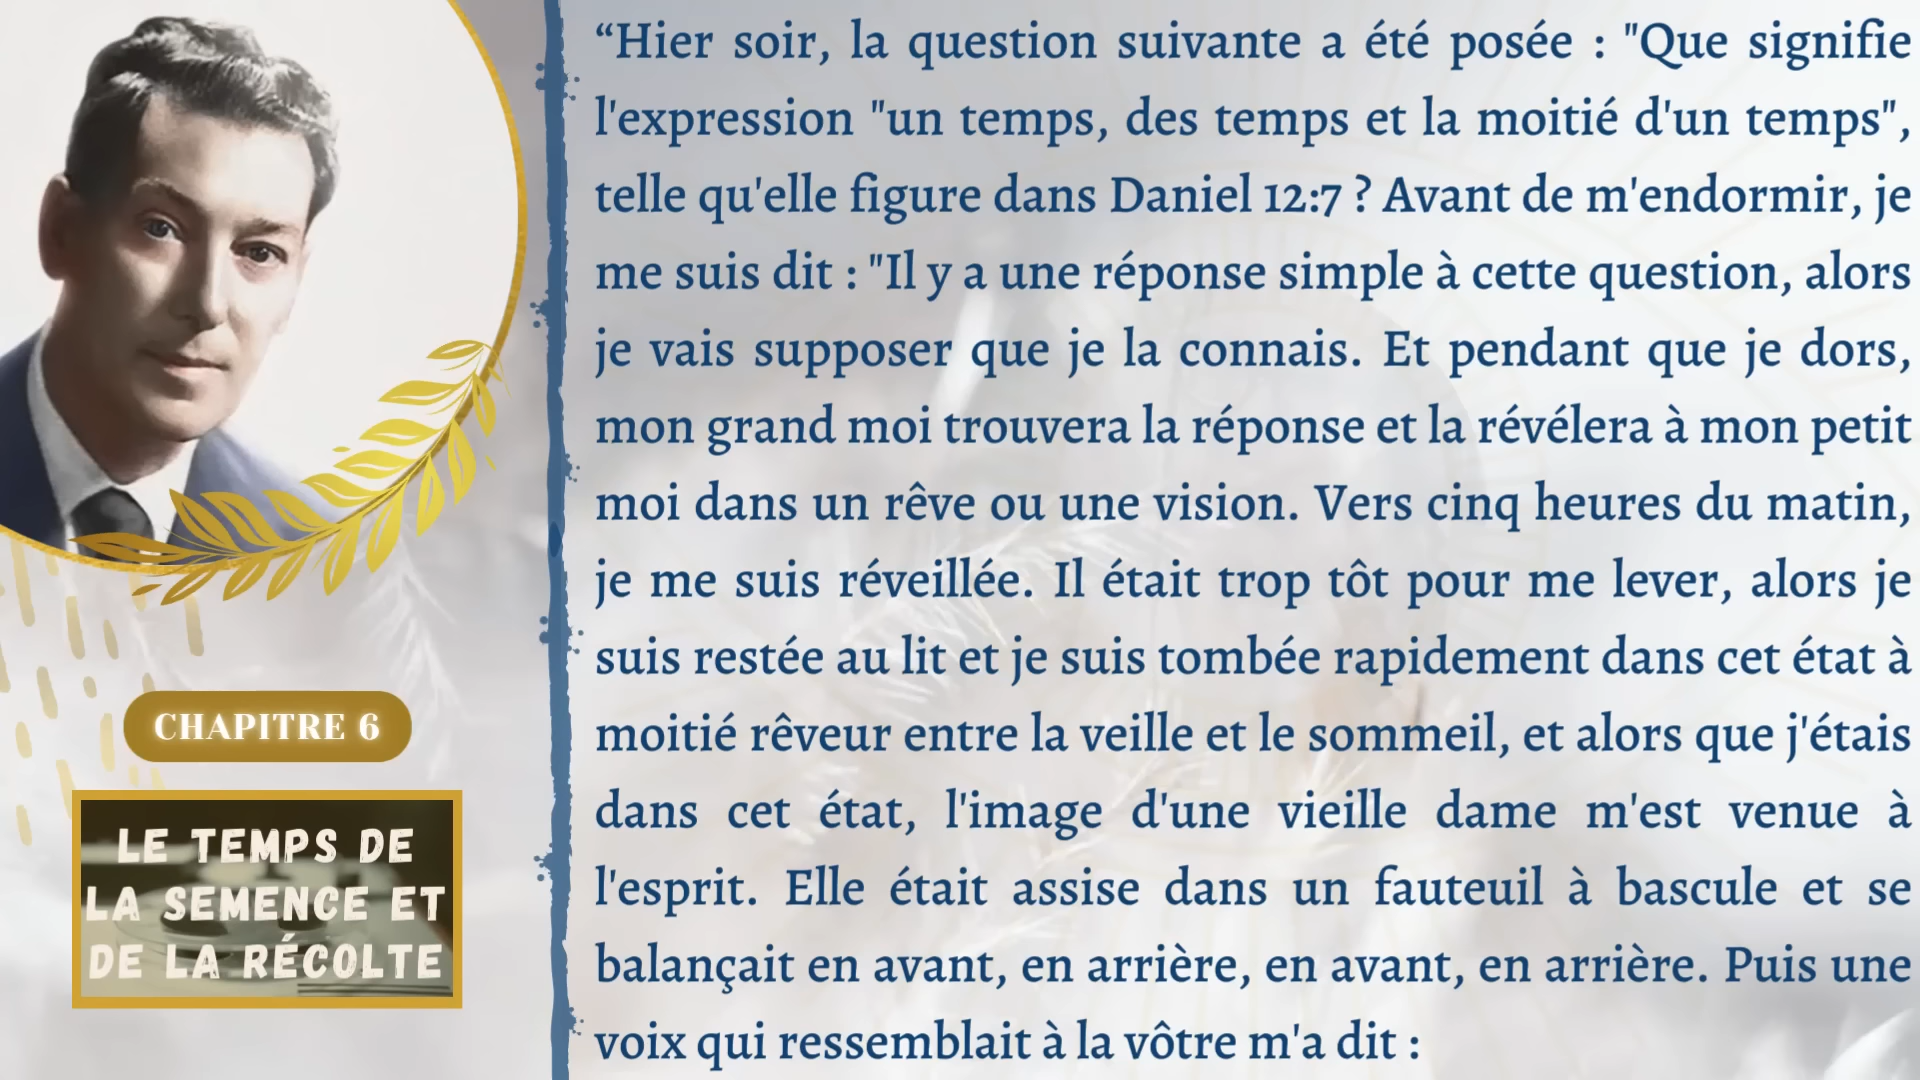 “Hier soir, la question suivante a été posée : "Que signifie
l'expression "un temps, des temps et la moitié d'un temps",
telle qu'elle figure dans Daniel 12:7 ? Avant de m'endormir, je
me suis dit : "Il y a une réponse simple à cette question, alors
je vais supposer que je la connais. Et pendant que je dors,
mon grand moi trouvera la réponse et la révélera à mon petit
moi dans un rêve ou une vision. Vers cinq heures du matin,
je me suis réveillée. Il était trop tôt pour me lever, alors je
suis restée au lit et je suis tombée rapidement dans cet état à
moitié rêveur entre la veille et le sommeil, et alors que j'étais
dans cet état, l'image d'une vieille dame m'est venue à
l'esprit. Elle était assise dans un fauteuil à bascule et se
balançait en avant, en arrière, en avant, en arrière. Puis une
voix qui ressemblait à la vôtre m'a dit :
CHAPITRE 6
LE TEMPS DE
LA SEMENCE ET
DE LA RÉCOLTE